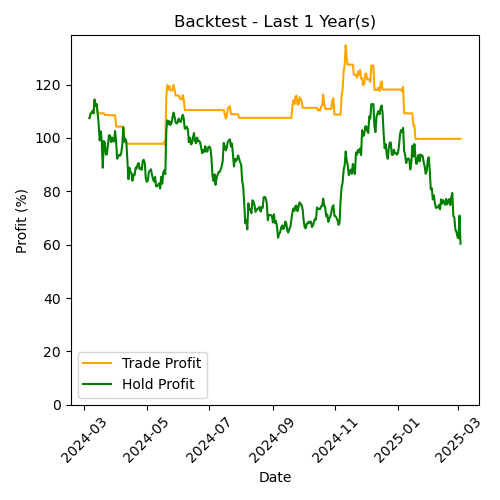 Backtest - Last 1 Year(s)
Profit (%)
120
100
80
60
40
20
0
Trade Profit
Hold Profit
2024-03
2024-05
2024-07
2024-09
2024-11
2025-01
2025-03
Date